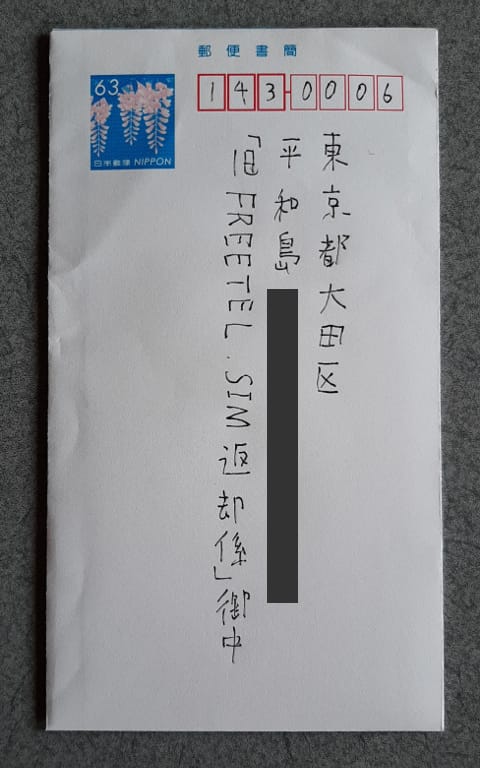 郵便書簡
63
日本郵便 NIPPON
143-0006
東京都大田区
平和島
「旧FREETEL.SIM返却係」御中